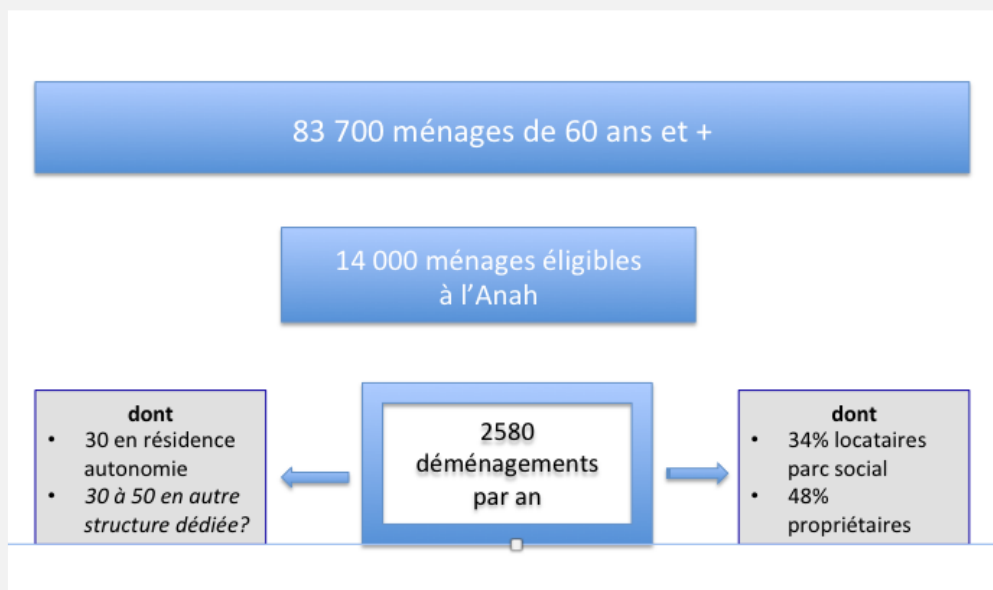 83 700 ménages de 60 ans et +
14 000 ménages éligibles
à l'Anah
dont
• 30 en résidence
autonomie
• 30 à 50 en autre
structure dédiée?
2580
déménagements
par an
dont
• 34% locataires
parc social
• 48%
propriétaires